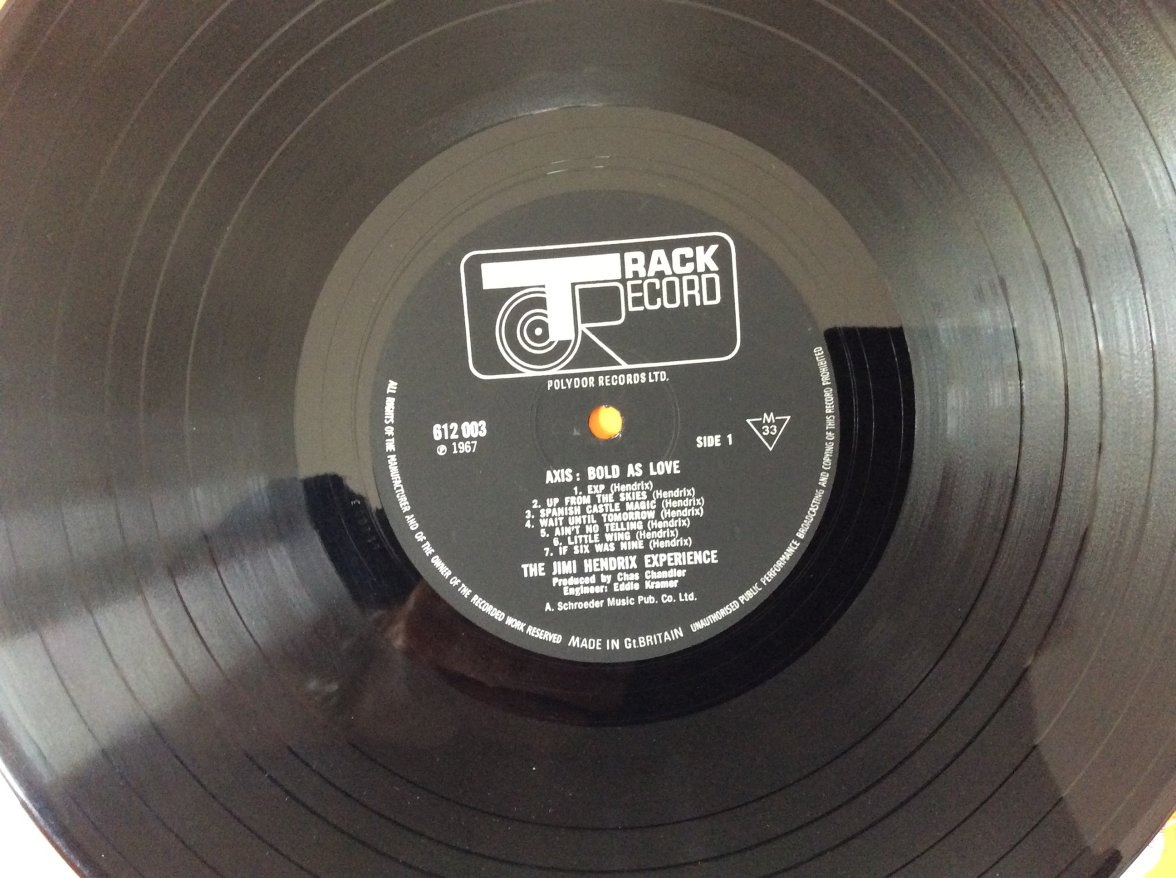 TRACK
RECORD
POLYDOR RECORDS LTD.
612 003
℗ 1967
SIDE 1
M
33
AXIS: BOLD AS LOVE
1. EXP (Hendrix)
2. UP FROM THE SKIES (Hendrix)
3. SPANISH CASTLE MAGIC (Hendrix)
4. WAIT UNTIL TOMORROW (Hendrix)
5. AIN'T NO TELLING (Hendrix)
6. LITTLE WING (Hendrix)
7. IF SIX WAS NINE (Hendrix)
THE JIMI HENDRIX EXPERIENCE
Produced by Chas Chandler
Engineer: Eddie Kramer
A. Schroeder Music Pub. Co. Ltd.
ALL RIGHTS OF THE MANUFACTURER AND OF THE OWNER OF THE RECORDED WORK RESERVED
MADE IN Gt.BRITAIN
UNAUTHORISED PUBLIC PERFORMANCE BROADCASTING AND COPYING OF THIS RECORD PROHIBITED